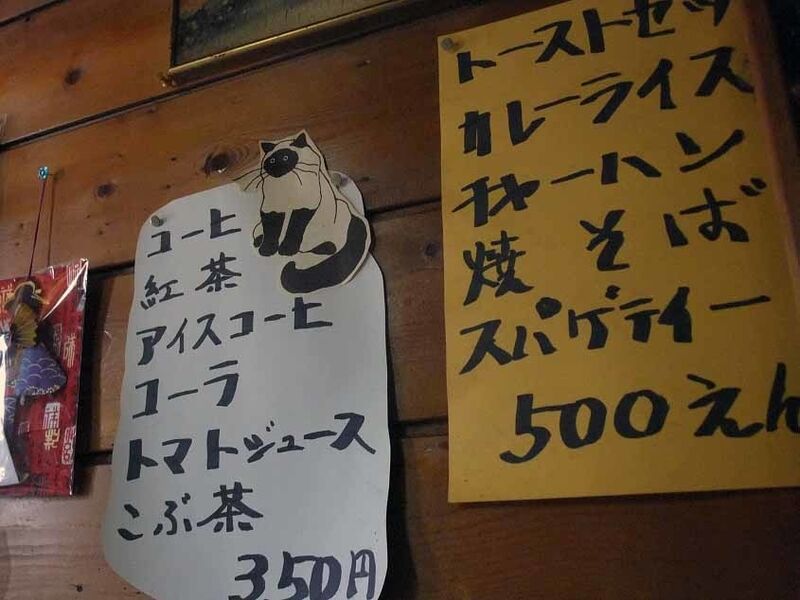 コーヒ
紅茶
アイスコーヒ
コーラ
トマトジュース
こぶ茶
350円
トーストセッ
カレーライス
チャーハン
焼そば
スパゲティー
500えん